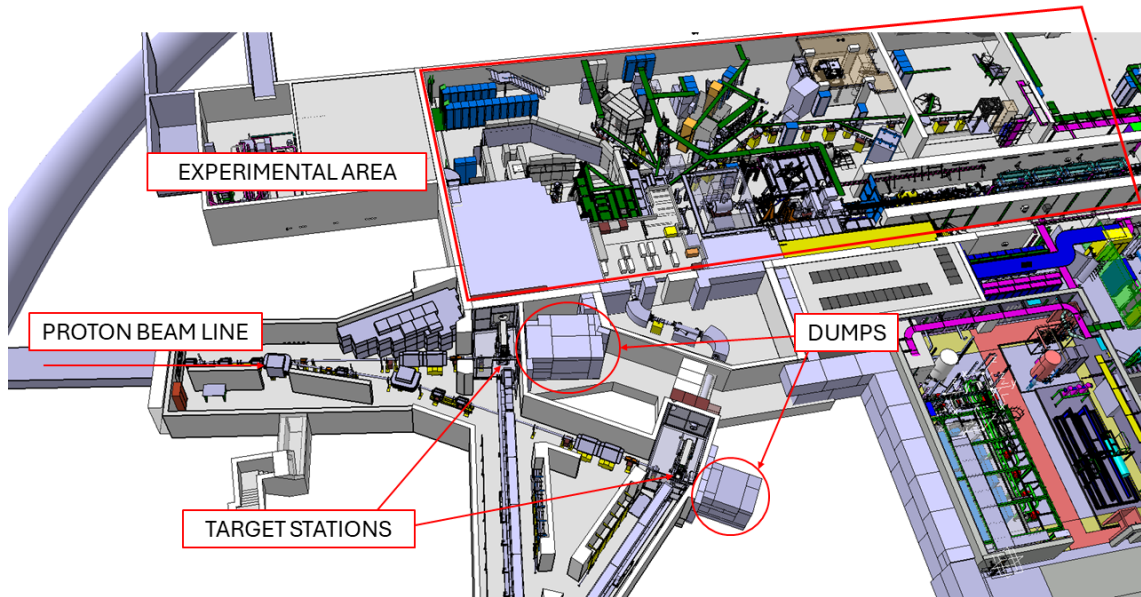 EXPERIMENTAL AREA
PROTON BEAM LINE
DUMPS
TARGET STATIONS